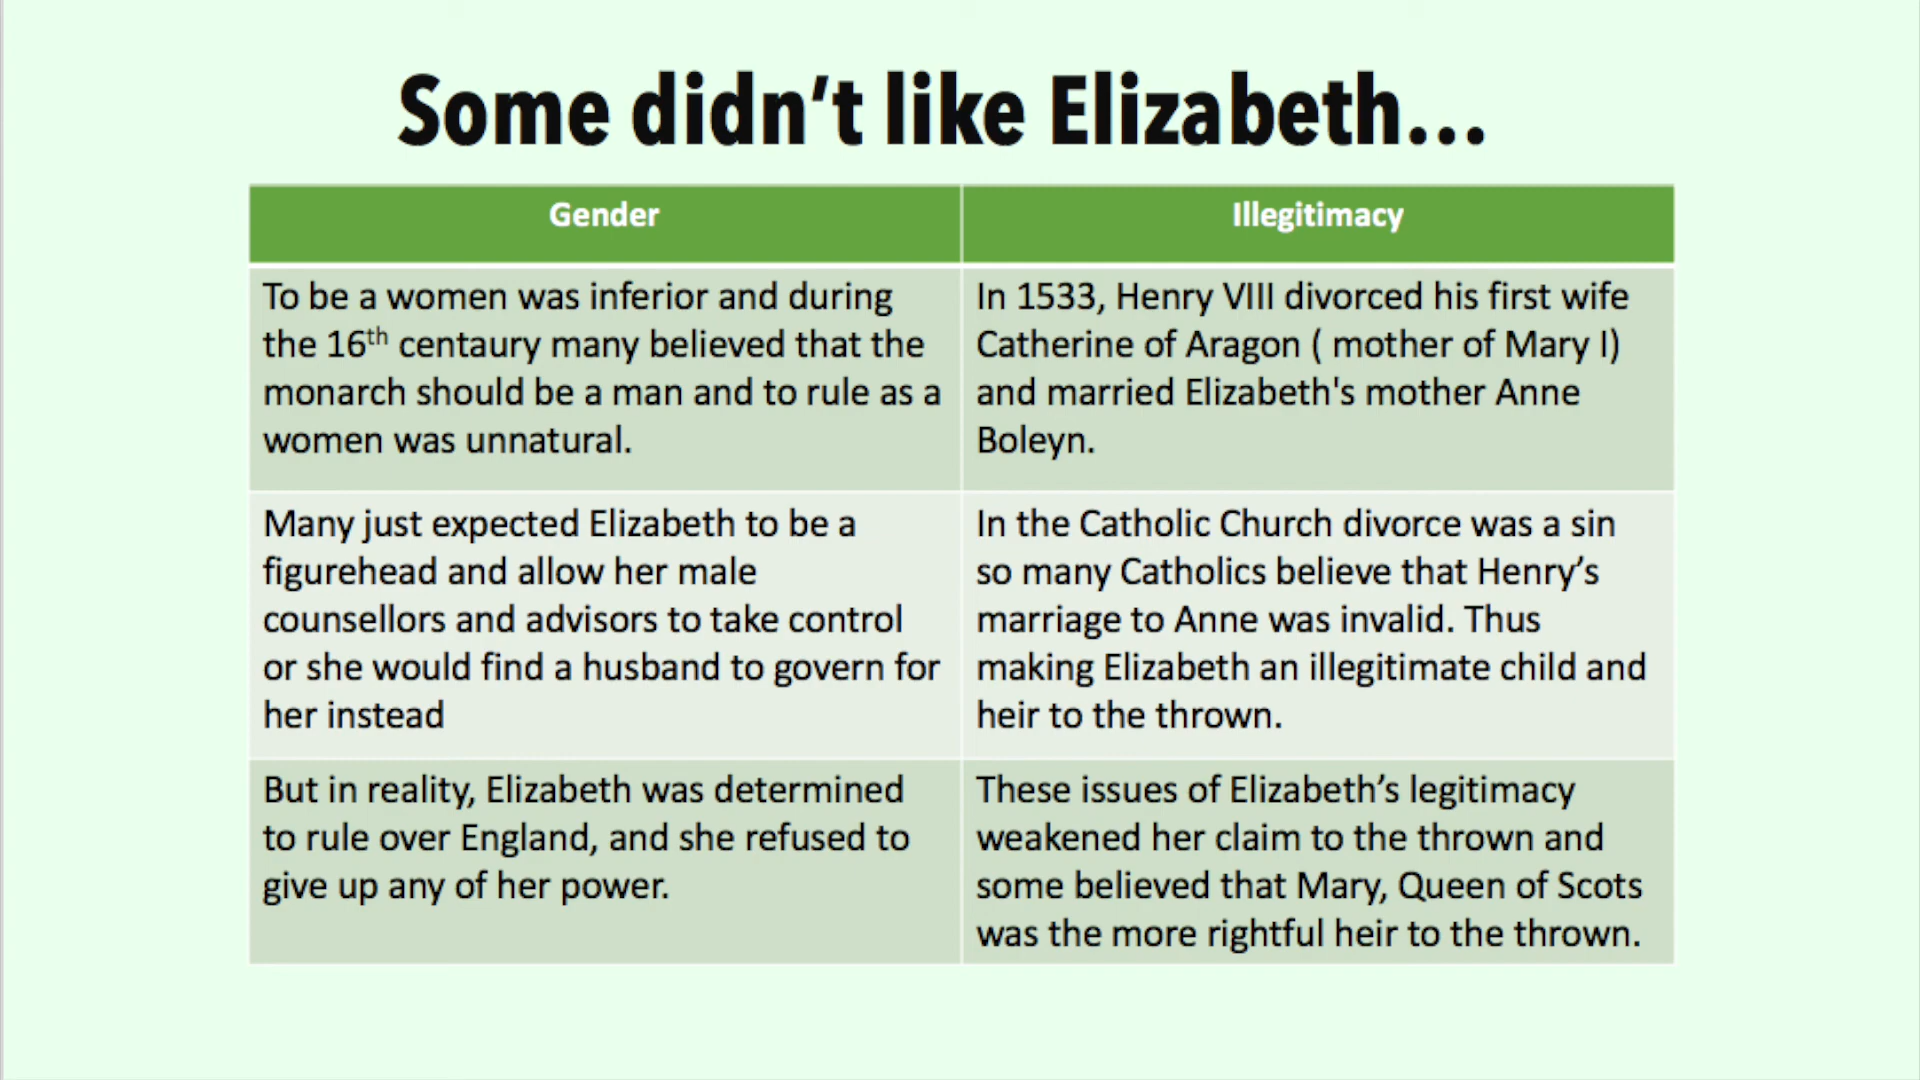 Some didn’t like Elizabeth...
Gender
Illegitimacy
To be a women was inferior and during
the 16th centaury many believed that the
monarch should be a man and to rule as a
women was unnatural.
In 1533, Henry VIII divorced his first wife
Catherine of Aragon ( mother of Mary I)
and married Elizabeth's mother Anne
Boleyn.
Many just expected Elizabeth to be a
figurehead and allow her male
counsellors and advisors to take control
or she would find a husband to govern for
her instead
In the Catholic Church divorce was a sin
so many Catholics believe that Henry’s
marriage to Anne was invalid. Thus
making Elizabeth an illegitimate child and
heir to the thrown.
But in reality, Elizabeth was determined
to rule over England, and she refused to
give up any of her power.
These issues of Elizabeth’s legitimacy
weakened her claim to the thrown and
some believed that Mary, Queen of Scots
was the more rightful heir to the thrown.